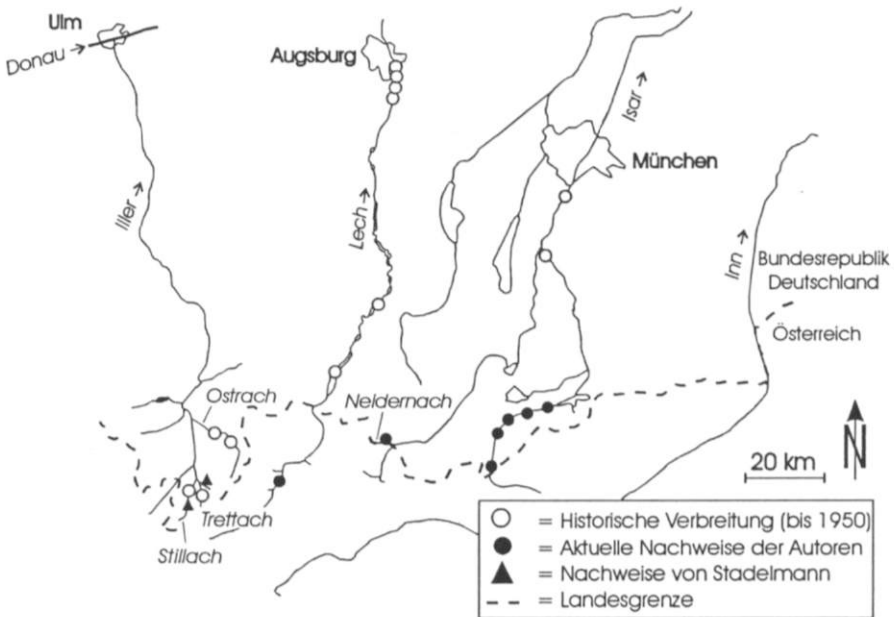 Ulm
Donau →
Augsburg
Isar →
München
Iller →
Lech →
Inn →
Bundesrepublik
Deutschland
Österreich
Ostrach
Neldernach
N
20 km
Trettach
Stillach
○ = Historische Verbreitung (bis 1950)
● = Aktuelle Nachweise der Autoren
▲ = Nachweise von Stadelmann
--- = Landesgrenze